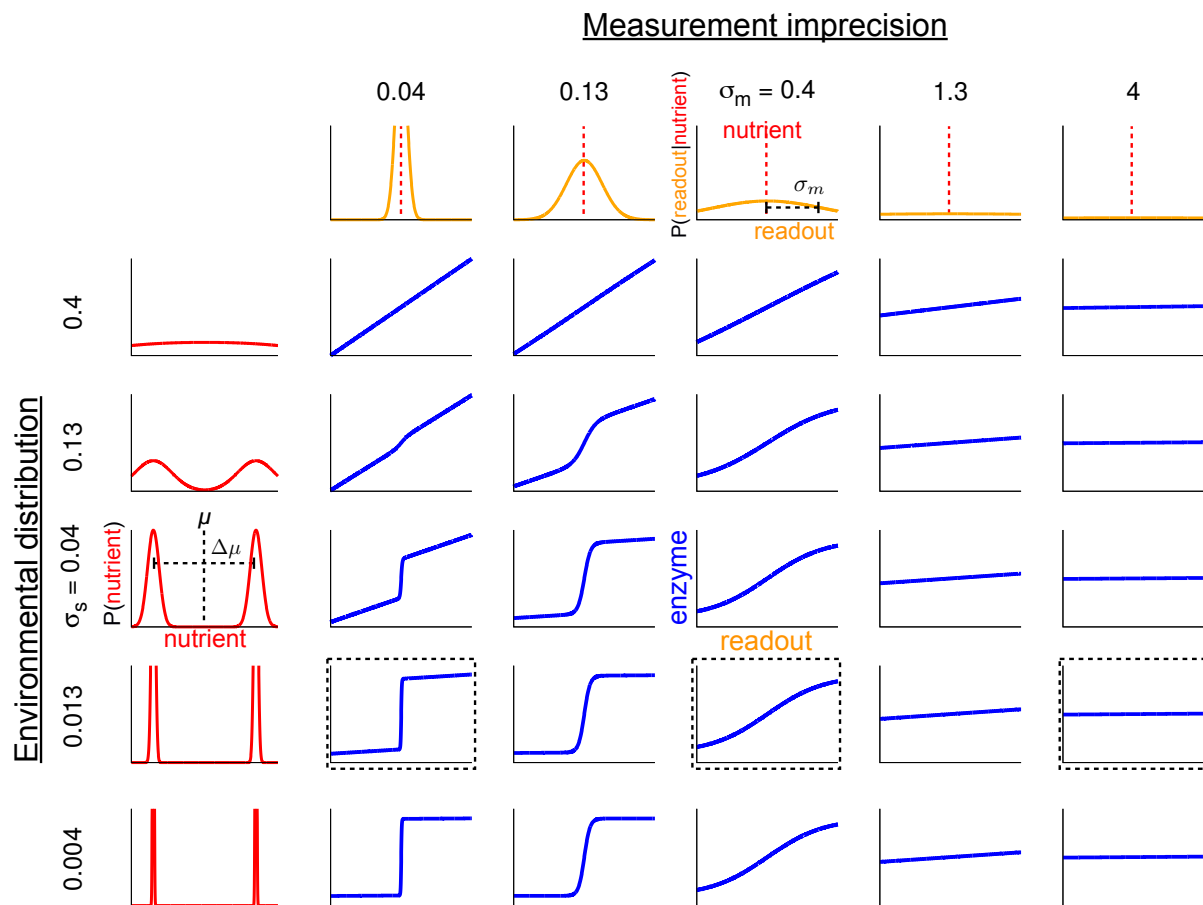 Measurement imprecision
0.04
0.13
σm = 0.4
1.3
4
P(readout|nutrient)
nutrient
σm
readout
Environmental distribution
0.4
0.13
σs = 0.04
P(nutrient)
μ
Δμ
nutrient
enzyme
readout
0.013
0.004